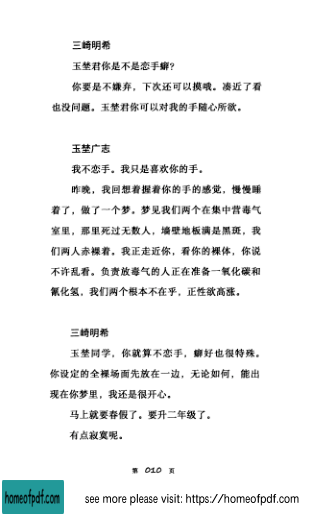 三崎明希
玉埜君你是不是恋手癖？
你要是不嫌弃，下次还可以摸哦。凑近了看
也没问题。玉埜君你可以对我的手随心所欲。
玉埜广志
我不恋手。我只是喜欢你的手。
昨晚，我回想着握着你的手的感觉，慢慢睡
着了，做了一个梦。梦见我们两个在集中营毒气
室里，那里死过无数人，墙壁地板满是黑斑，我
们两人赤裸着。我正走近你，看你的裸体，你说
不许乱看。负责放毒气的人正在准备一氧化碳和
氰化氢，我们两个根本不在乎，正性欲高涨。
三崎明希
玉埜同学，你就算不恋手，癖好也很特殊。
你设定的全裸场面先放在一边，无论如何，能出
现在你梦里，我还是很开心。
马上就要春假了。要升二年级了。
有点寂寞呢。
第 010 页
homeofpdf.com
see more please visit: https://homeofpdf.com